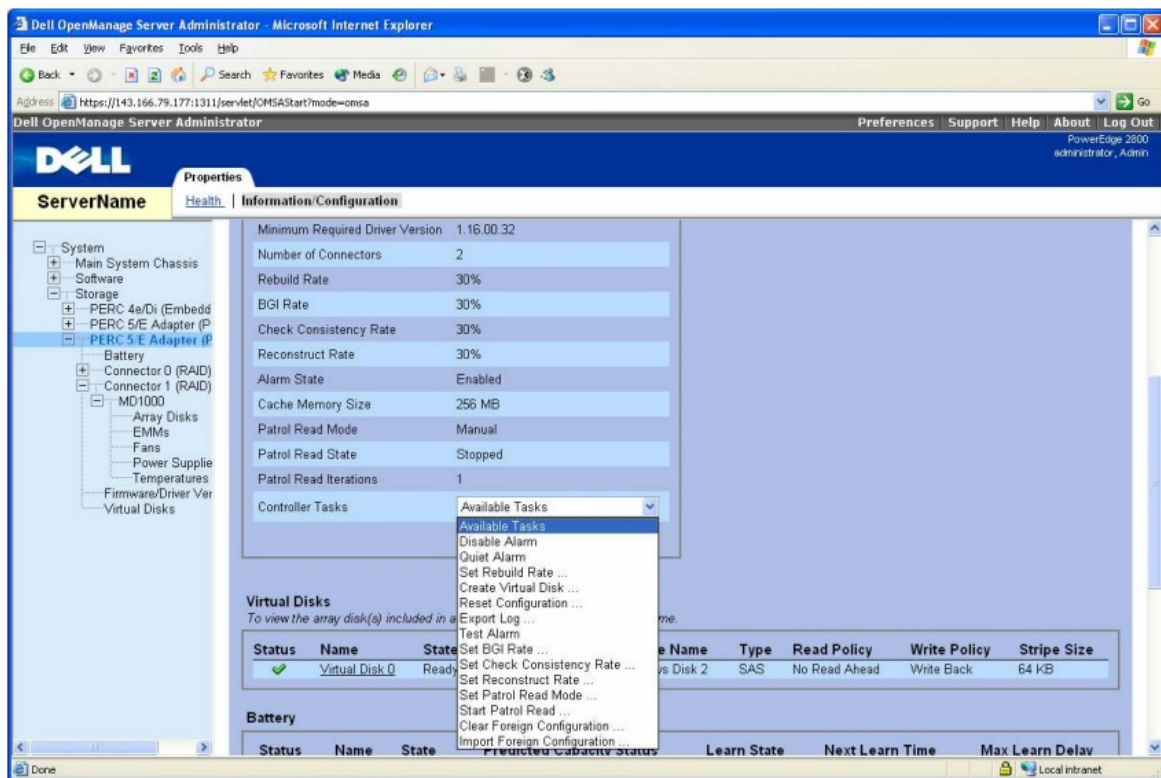 Dell OpenManage Server Administrator - Microsoft Internet Explorer
File Edit View Favorites Tools Help
Back Search Favorites Media
Address https://143.166.79.177:1311/servlet/OMSAStart?mode=omsa Go
Dell OpenManage Server Administrator Preferences Support Help About Log Out
PowerEdge 2800
administrator, Admin
DELL
Properties
ServerName Health Information/Configuration
System
Main System Chassis
Software
Storage
PERC 4e/Di (Embedd
PERC 5/E Adapter (P
PERC 5/E Adapter (P
Battery
Connector 0 (RAID)
Connector 1 (RAID)
MD1000
Array Disks
EMMs
Fans
Power Supplie
Temperatures
Firmware/Driver Ver
Virtual Disks
Minimum Required Driver Version 1.16.00.32
Number of Connectors 2
Rebuild Rate 30%
BGI Rate 30%
Check Consistency Rate 30%
Reconstruct Rate 30%
Alarm State Enabled
Cache Memory Size 256 MB
Patrol Read Mode Manual
Patrol Read State Stopped
Patrol Read Iterations 1
Controller Tasks Available Tasks
Available Tasks
Disable Alarm
Quiet Alarm
Set Rebuild Rate ...
Create Virtual Disk ...
Reset Configuration ...
Export Log ...
Test Alarm
Set BGI Rate ...
Set Check Consistency Rate ...
Set Reconstruct Rate ...
Set Patrol Read Mode ...
Start Patrol Read ...
Clear Foreign Configuration ...
Import Foreign Configuration ...
Virtual Disks
To view the array disk(s) included in a me.
Status Name State e Name Type Read Policy Write Policy Stripe Size
Virtual Disk 0 Ready vs Disk 2 SAS No Read Ahead Write Back 64 KB
Battery
Status Name State Predicted Capacity Status Learn State Next Learn Time Max Learn Delay
Done Local intranet